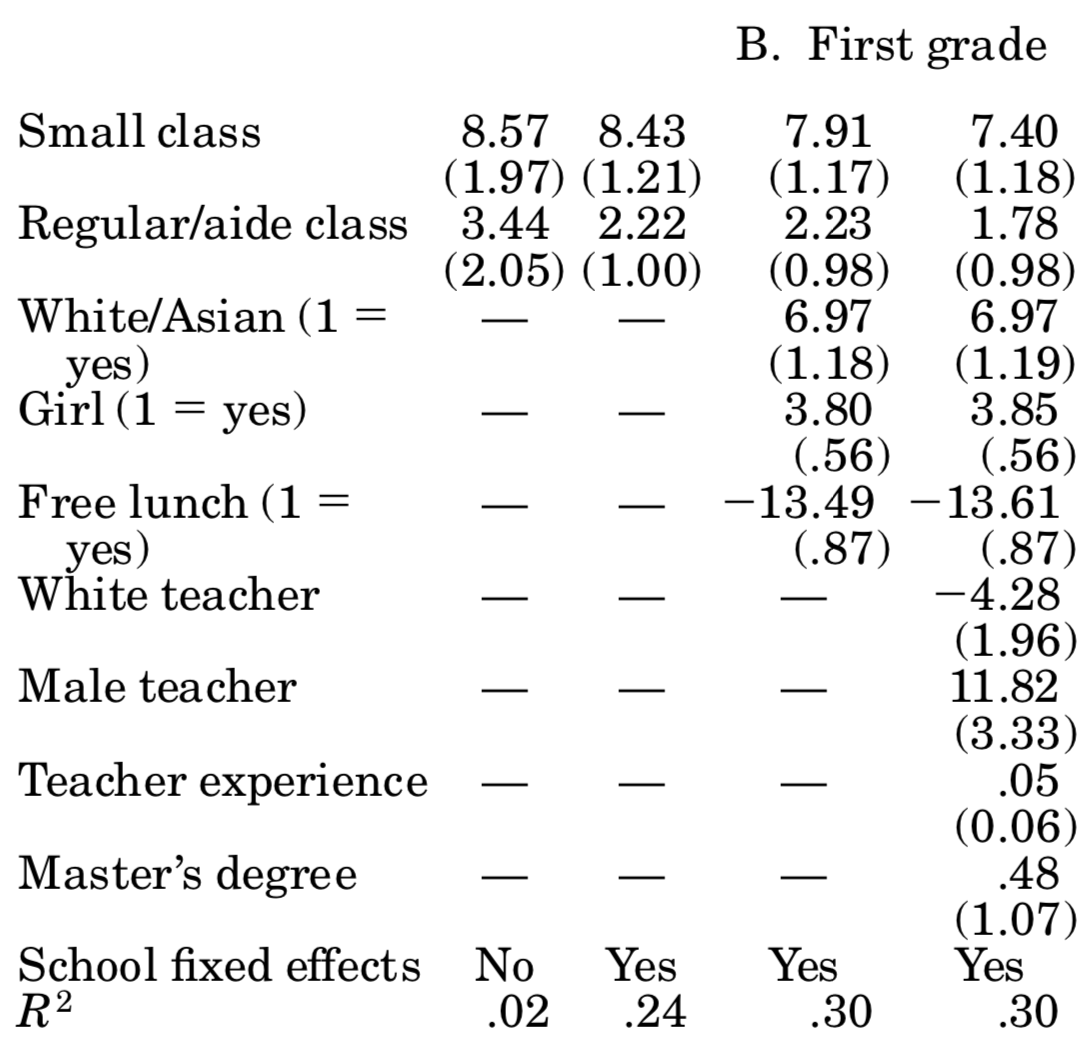 B. First grade
Small class 8.57 8.43 7.91 7.40
(1.97) (1.21) (1.17) (1.18)
Regular/aide class 3.44 2.22 2.23 1.78
(2.05) (1.00) (0.98) (0.98)
White/Asian (1 = — — 6.97 6.97
yes) (1.18) (1.19)
Girl (1 = yes) — — 3.80 3.85
(.56) (.56)
Free lunch (1 = — — −13.49 −13.61
yes) (.87) (.87)
White teacher — — — −4.28
(1.96)
Male teacher — — — 11.82
(3.33)
Teacher experience — — — .05
(0.06)
Master’s degree — — — .48
(1.07)
School fixed effects No Yes Yes Yes
R² .02 .24 .30 .30